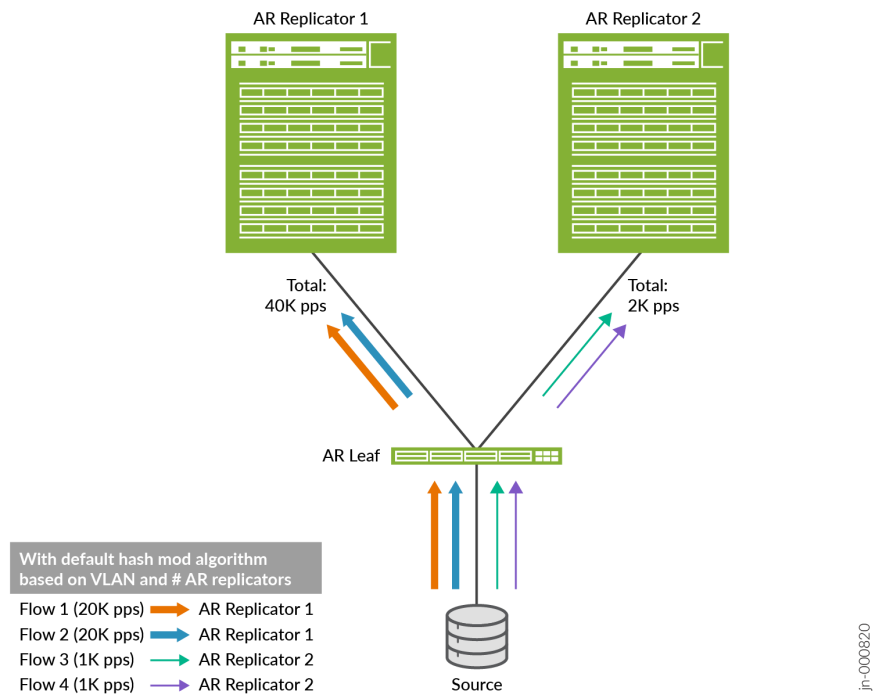 AR Replicator 1
AR Replicator 2
Total:
40K pps
Total:
2K pps
AR Leaf
With default hash mod algorithm
based on VLAN and # AR replicators
Flow 1 (20K pps) AR Replicator 1
Flow 2 (20K pps) AR Replicator 1
Flow 3 (1K pps) AR Replicator 2
Flow 4 (1K pps) AR Replicator 2
Source
jn-000820